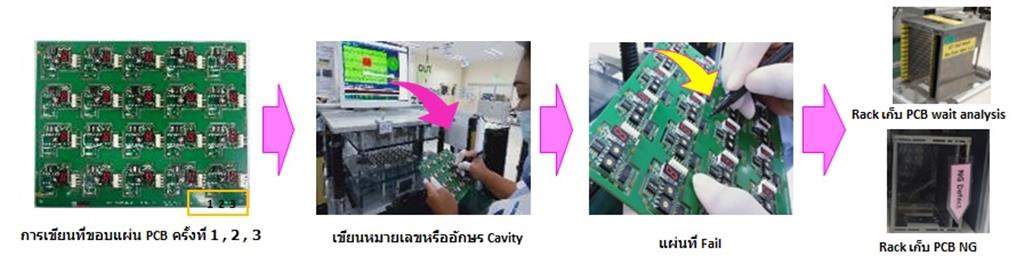 1 2 3
การเขียนที่ขอบแผ่น PCB ครั้งที่ 1 , 2 , 3
OUT
เขียนหมายเลขหรืออักษร Cavity
แผ่นที่ Fail
Rack เก็บ PCB wait analysis
NG Defect
Rack เก็บ PCB NG